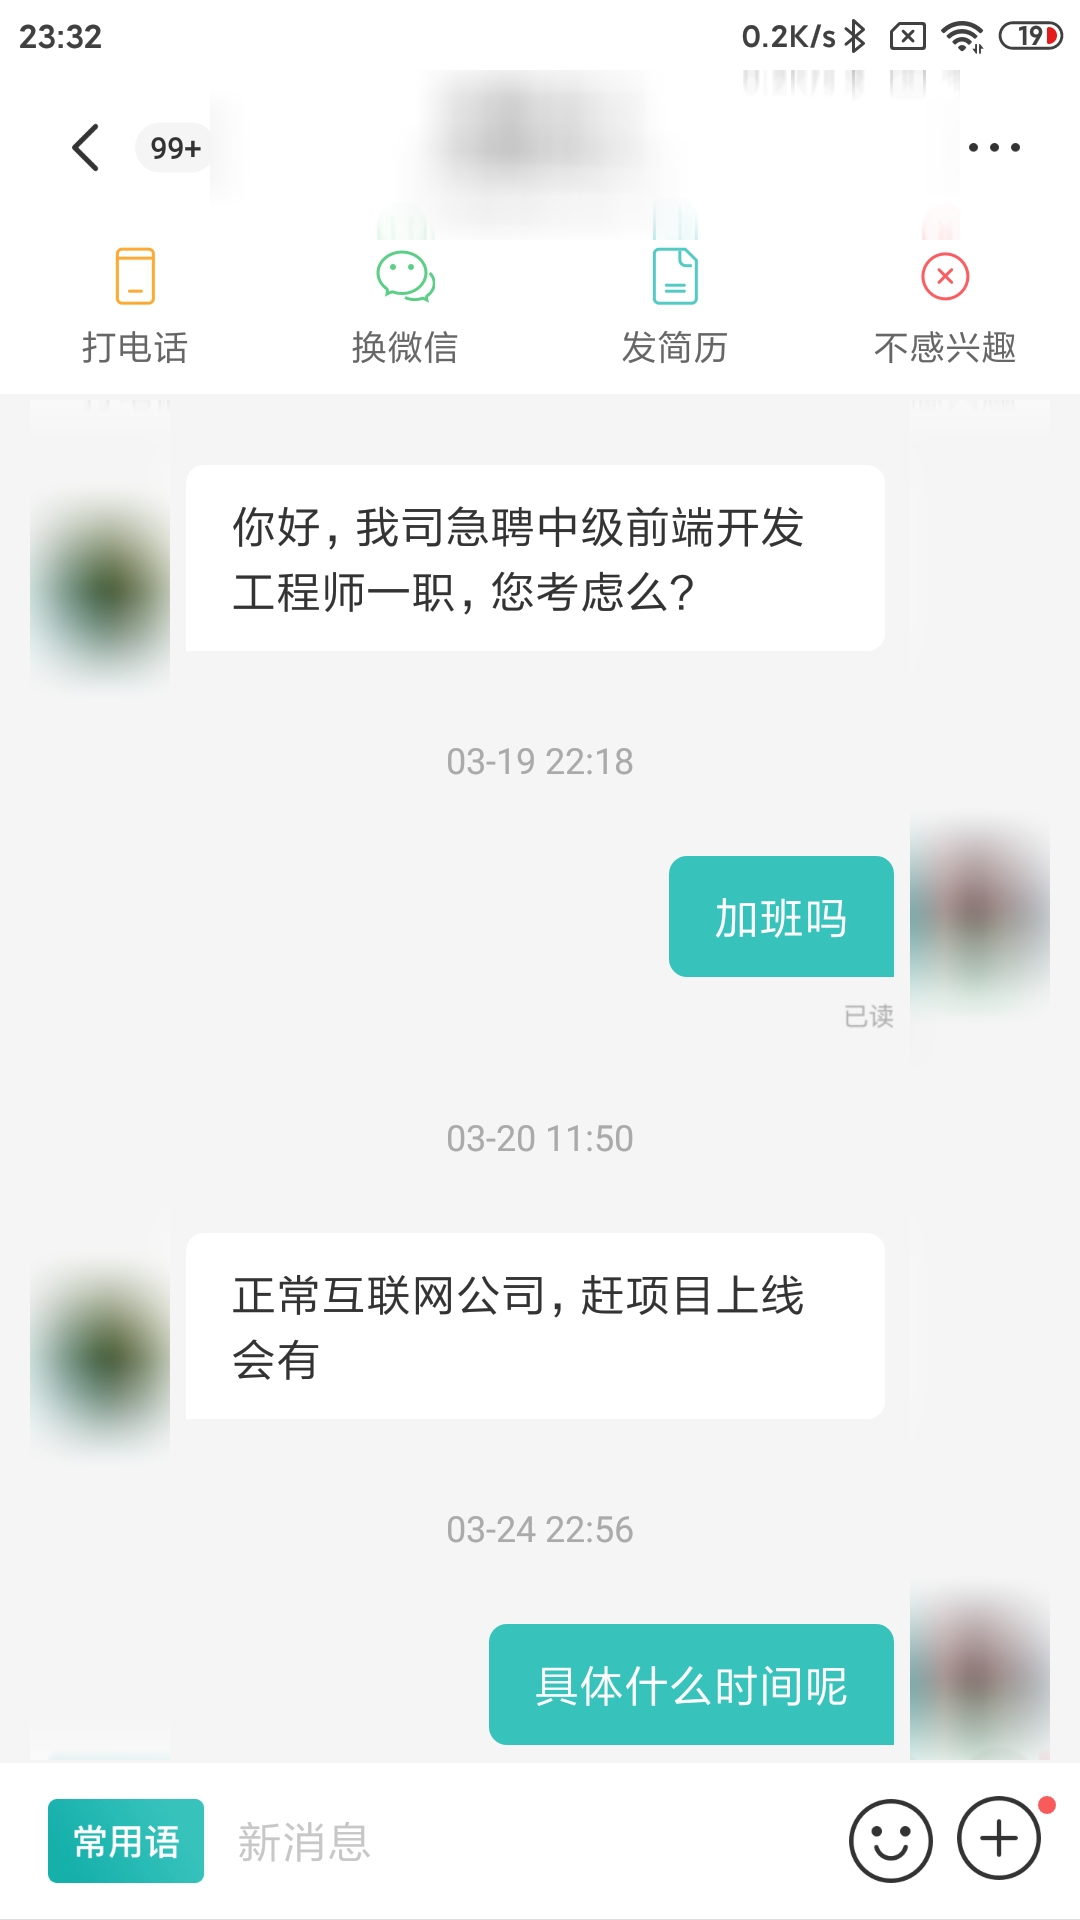 23:32 0.2K/s 19
99+
打电话 换微信 发简历 不感兴趣
你好，我司急聘中级前端开发
工程师一职，您考虑么？
03-19 22:18
加班吗
已读
03-20 11:50
正常互联网公司，赶项目上线
会有
03-24 22:56
具体什么时间呢
常用语 新消息